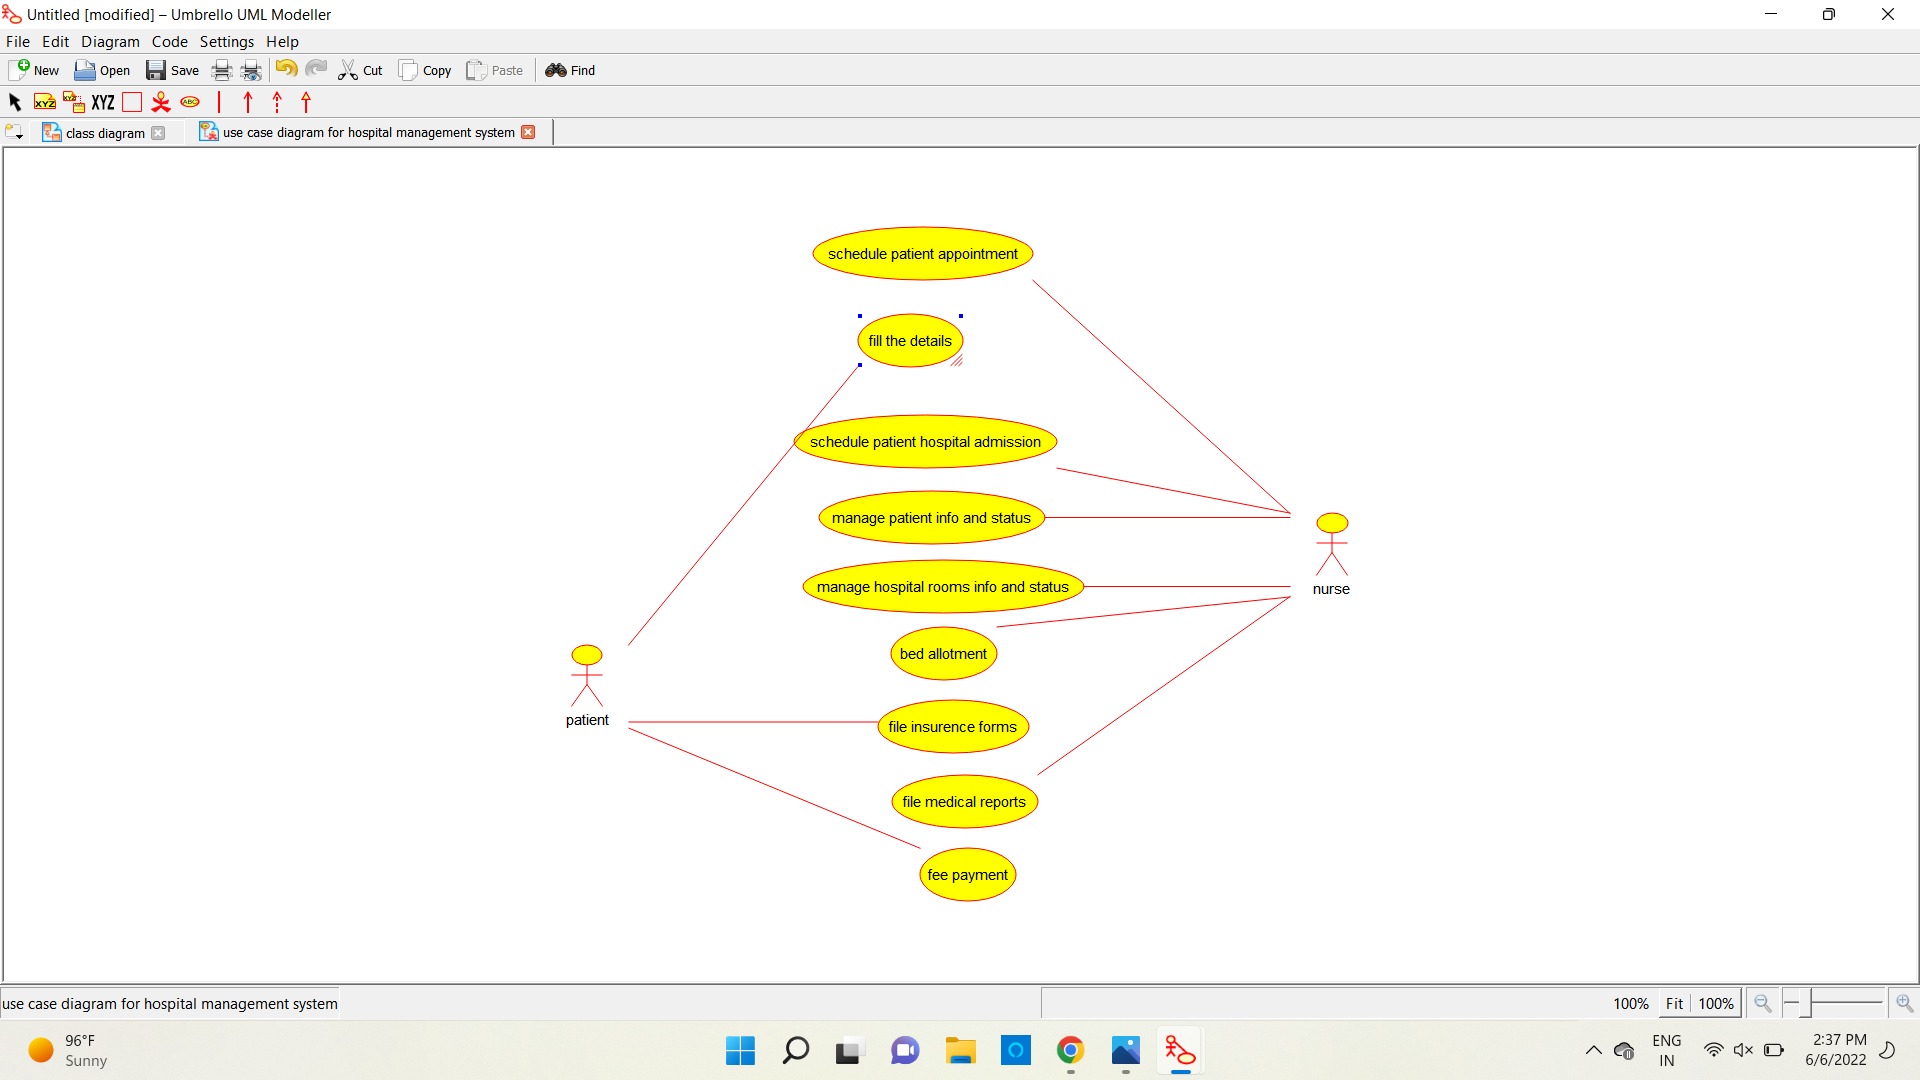 Untitled [modified] – Umbrello UML Modeller
File Edit Diagram Code Settings Help
New Open Save Cut Copy Paste Find
XYZ XYZ XYZ ABC
class diagram use case diagram for hospital management system
schedule patient appointment
fill the details
schedule patient hospital admission
manage patient info and status
manage hospital rooms info and status
nurse
bed allotment
patient
file insurence forms
file medical reports
fee payment
use case diagram for hospital management system 100% Fit 100%
96°F
Sunny
ENG
IN
2:37 PM
6/6/2022